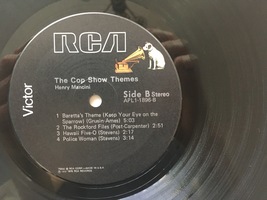 RCA
Victor
The Cop Show Themes
Henry Mancini
Side B Stereo
APL1-1896-B
1 Baretta's Theme (Keep Your Eye on the
Sparrow) (Grusin-Ames) 5:03
2 The Rockford Files (Post-Carpenter) 2:51
3 Hawaii Five-O (Stevens) 2:17
4 Police Woman (Stevens) 3:14